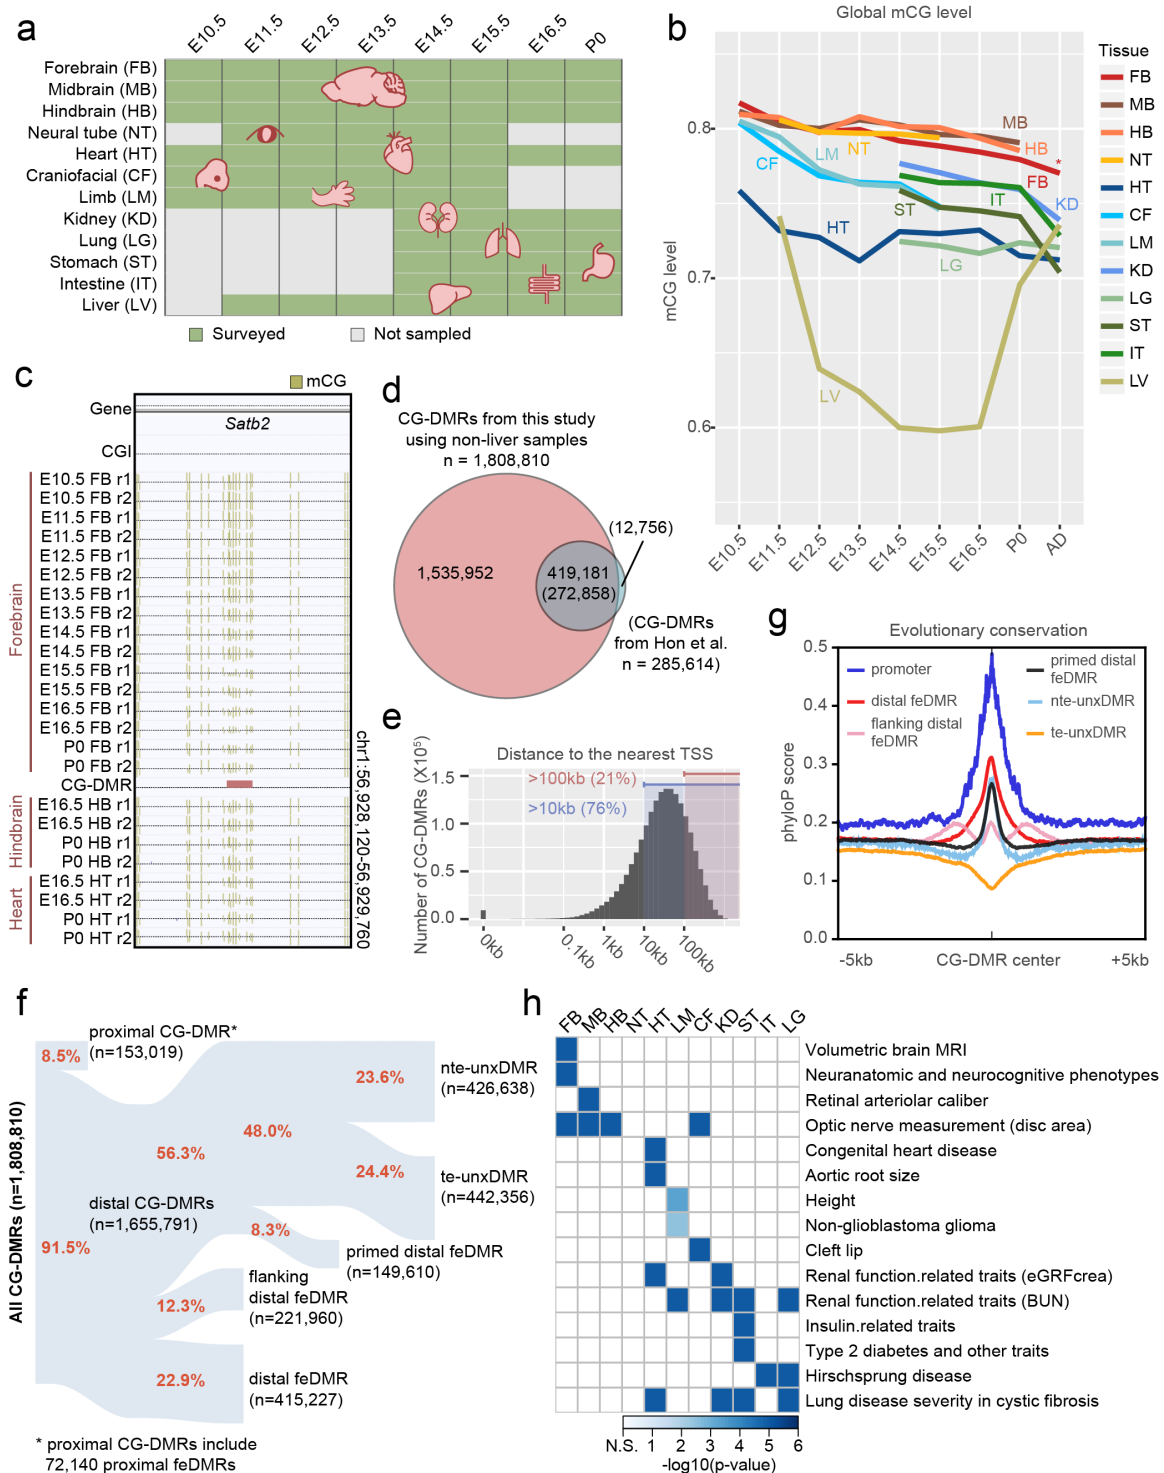 a
E10.5
E11.5
E12.5
E13.5
E14.5
E15.5
E16.5
P0
Forebrain (FB)
Midbrain (MB)
Hindbrain (HB)
Neural tube (NT)
Heart (HT)
Craniofacial (CF)
Limb (LM)
Kidney (KD)
Lung (LG)
Stomach (ST)
Intestine (IT)
Liver (LV)
Surveyed
Not sampled
b
Global mCG level
mCG level
0.8
0.7
0.6
MB
HB
NT
LM
CF
FB
*
IT
KD
ST
HT
LG
LV
E10.5
E11.5
E12.5
E13.5
E14.5
E15.5
E16.5
P0
AD
Tissue
FB
MB
HB
NT
HT
CF
LM
KD
LG
ST
IT
LV
c
mCG
Gene
Satb2
CGI
Forebrain
E10.5 FB r1
E10.5 FB r2
E11.5 FB r1
E11.5 FB r2
E12.5 FB r1
E12.5 FB r2
E13.5 FB r1
E13.5 FB r2
E14.5 FB r1
E14.5 FB r2
E15.5 FB r1
E15.5 FB r2
E16.5 FB r1
E16.5 FB r2
P0 FB r1
P0 FB r2
CG-DMR
Hindbrain
E16.5 HB r1
E16.5 HB r2
P0 HB r1
P0 HB r2
Heart
E16.5 HT r1
E16.5 HT r2
P0 HT r1
P0 HT r2
chr1:56,928,120-56,929,760
d
CG-DMRs from this study
using non-liver samples
n = 1,808,810
(12,756)
1,535,952
419,181
(272,858)
(CG-DMRs
from Hon et al.
n = 285,614)
e
Distance to the nearest TSS
>100kb (21%)
>10kb (76%)
Number of CG-DMRs (X10⁵)
1.5
1.0
0.5
0.0
0kb
0.1kb
1kb
10kb
100kb
g
Evolutionary conservation
phyloP score
0.5
0.4
0.3
0.2
0.1
0.0
promoter
distal feDMR
flanking distal
feDMR
primed distal
feDMR
nte-unxDMR
te-unxDMR
-5kb
CG-DMR center
+5kb
f
All CG-DMRs (n=1,808,810)
8.5%
proximal CG-DMR*
(n=153,019)
91.5%
distal CG-DMRs
(n=1,655,791)
56.3%
48.0%
23.6%
nte-unxDMR
(n=426,638)
24.4%
te-unxDMR
(n=442,356)
8.3%
primed distal feDMR
(n=149,610)
12.3%
flanking
distal feDMR
(n=221,960)
22.9%
distal feDMR
(n=415,227)
* proximal CG-DMRs include
72,140 proximal feDMRs
h
FB
MB
HB
NT
HT
LM
CF
KD
ST
IT
LG
Volumetric brain MRI
Neuranatomic and neurocognitive phenotypes
Retinal arteriolar caliber
Optic nerve measurement (disc area)
Congenital heart disease
Aortic root size
Height
Non-glioblastoma glioma
Cleft lip
Renal function.related traits (eGRFcrea)
Renal function.related traits (BUN)
Insulin.related traits
Type 2 diabetes and other traits
Hirschsprung disease
Lung disease severity in cystic fibrosis
N.S. 1 2 3 4 5 6
-log10(p-value)